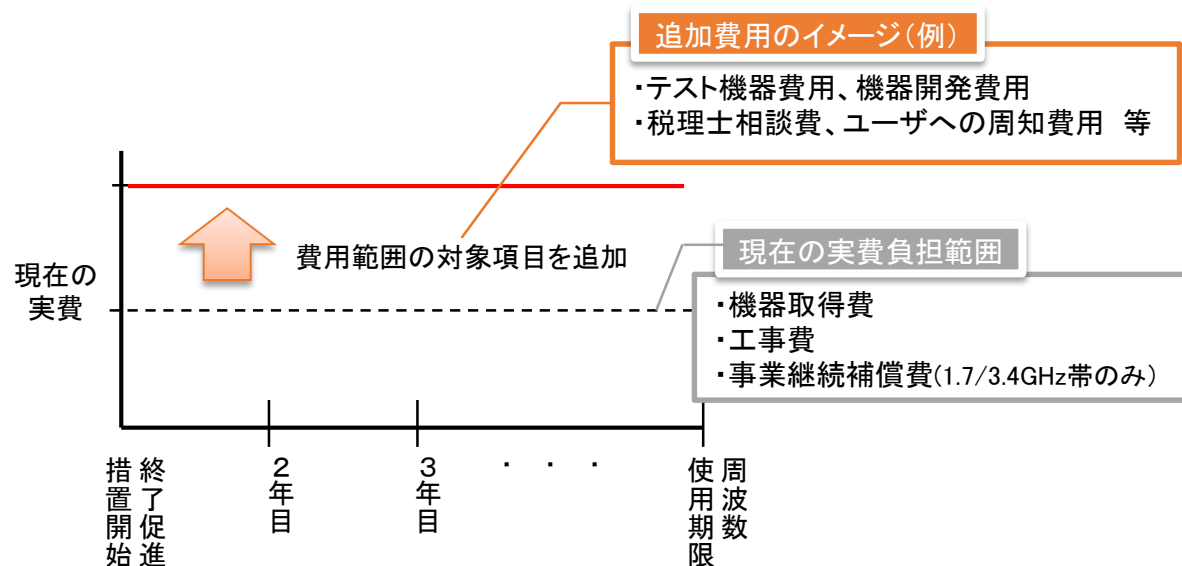 追加費用のイメージ（例）
・テスト機器費用、機器開発費用
・税理士相談費、ユーザへの周知費用　等
費用範囲の対象項目を追加
現在の実費負担範囲
現在の
実費
・機器取得費
・工事費
・事業継続補償費(1.7/3.4GHz帯のみ）
終了促進
措置開始
２年目
３年目
・　・　・
周波数
使用期限